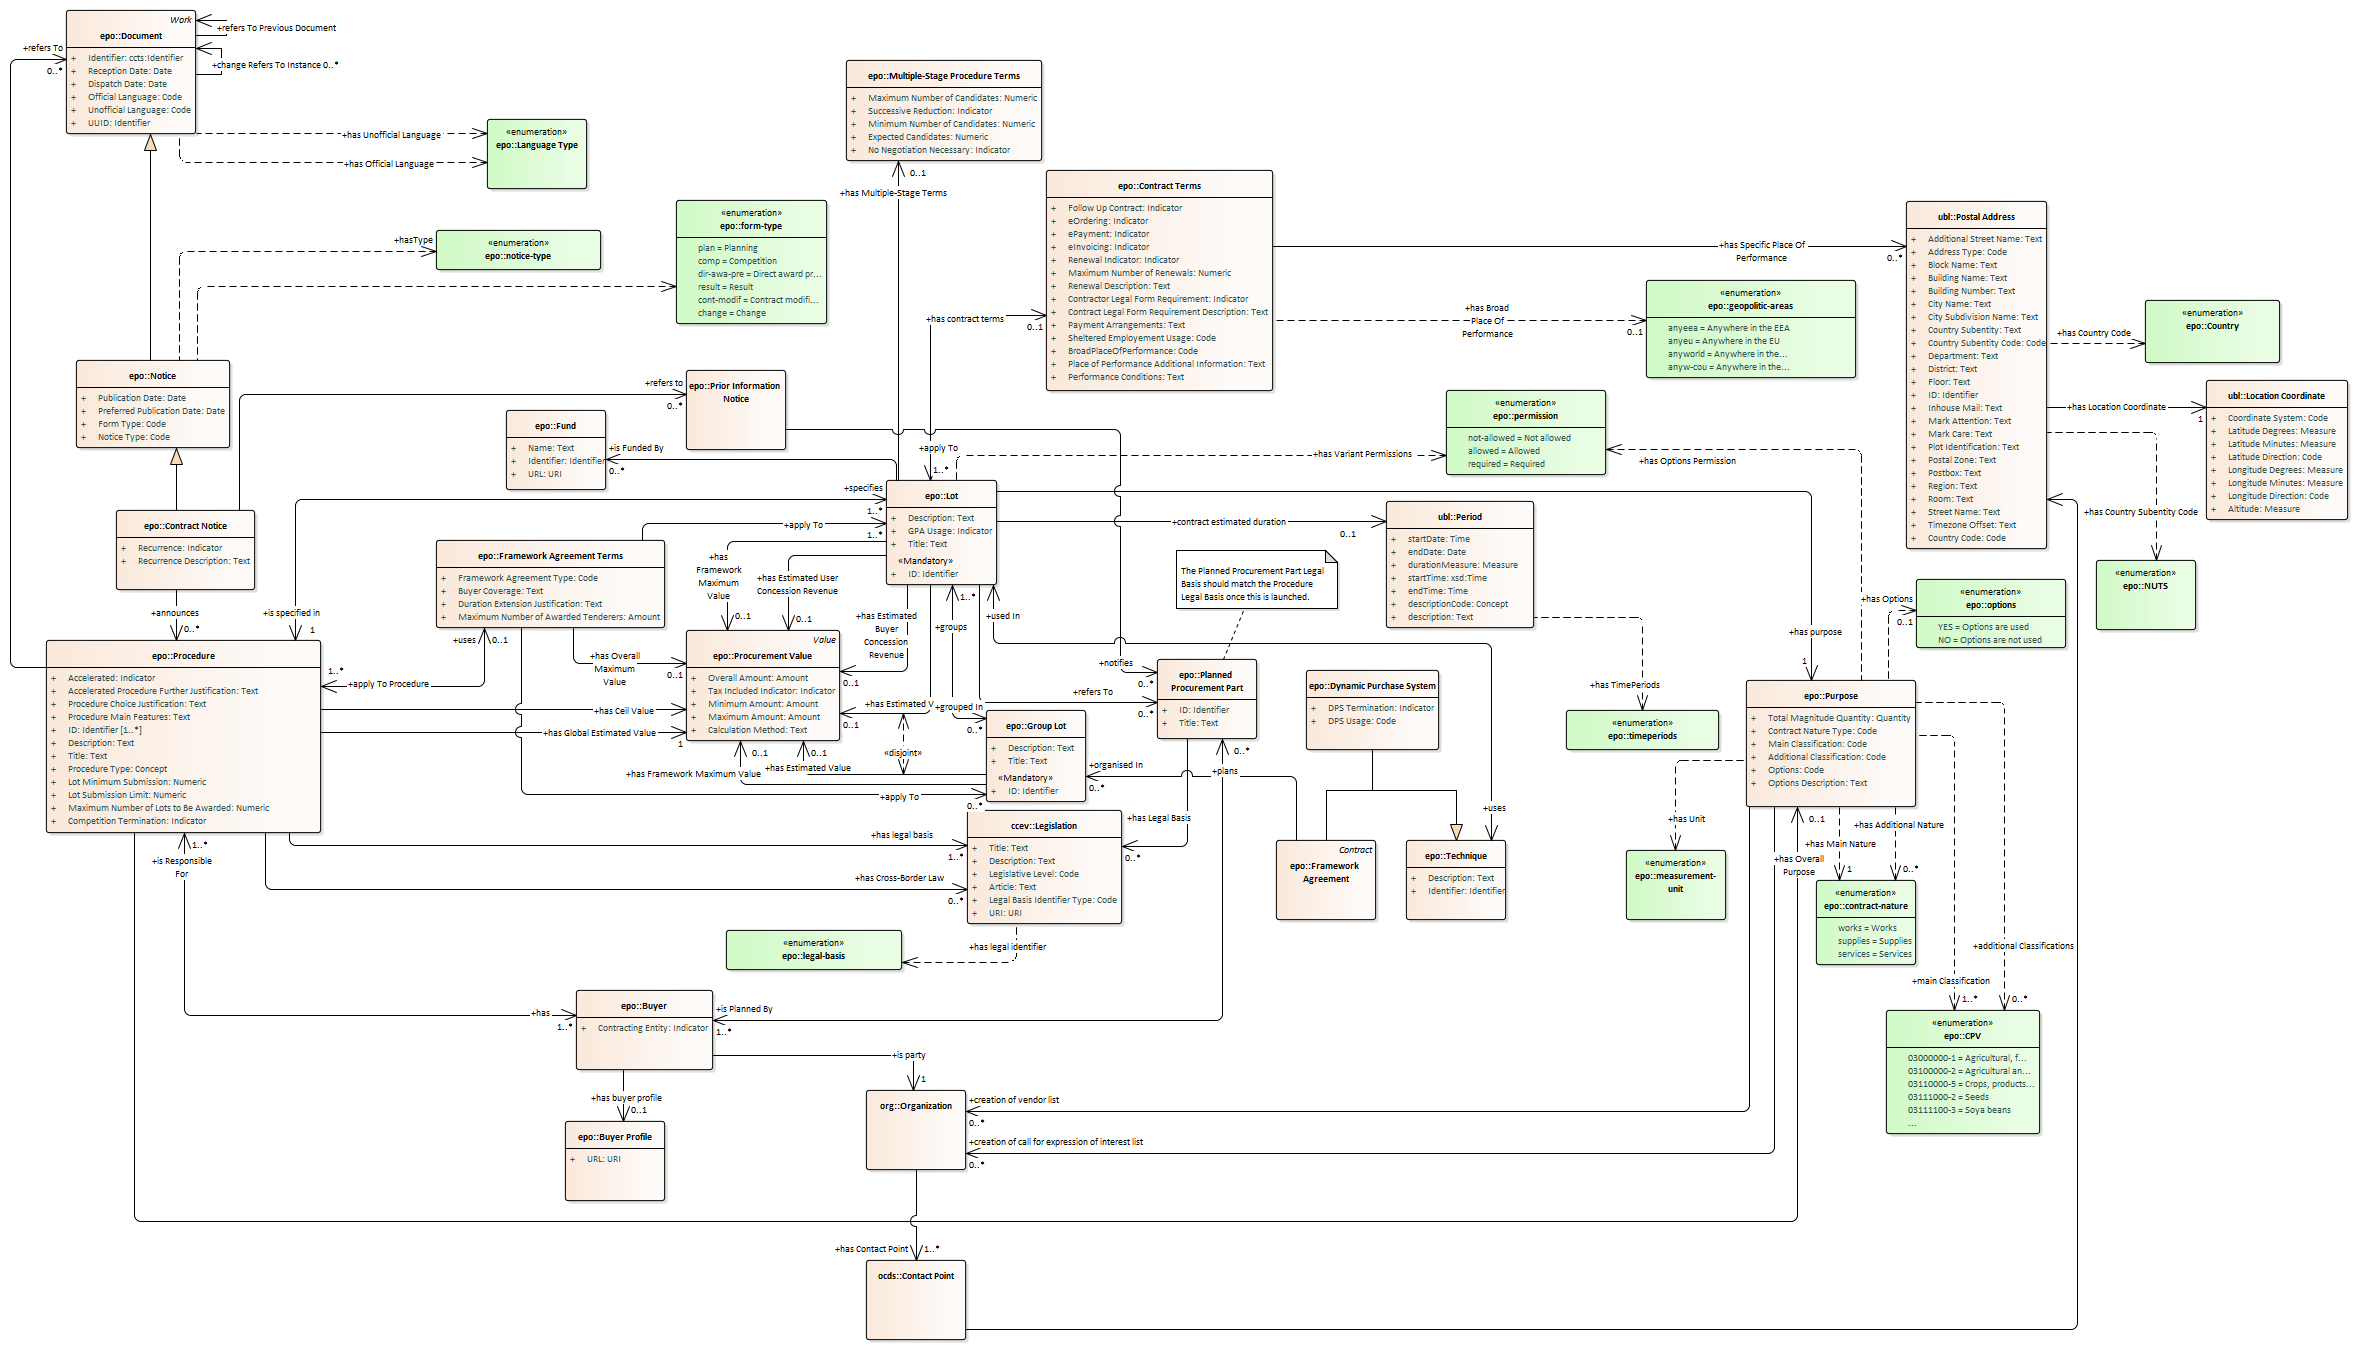 Work
epo::Document
+ Identifier: ccts:Identifier
+ Reception Date: Date
+ Dispatch Date: Date
+ Official Language: Code
+ Unofficial Language: Code
+ UUID: Identifier
+refers To
0..*
+refers To Previous Document
+change Refers To Instance 0..*
+has Unofficial Language
+has Official Language
«enumeration»
epo::Language Type
epo::Multiple-Stage Procedure Terms
+ Maximum Number of Candidates: Numeric
+ Successive Reduction: Indicator
+ Minimum Number of Candidates: Numeric
+ Expected Candidates: Numeric
+ No Negotiation Necessary: Indicator
0..1
+has Multiple-Stage Terms
epo::Contract Terms
+ Follow Up Contract: Indicator
+ eOrdering: Indicator
+ ePayment: Indicator
+ eInvoicing: Indicator
+ Renewal Indicator: Indicator
+ Maximum Number of Renewals: Numeric
+ Renewal Description: Text
+ Contractor Legal Form Requirement: Indicator
+ Contract Legal Form Requirement Description: Text
+ Payment Arrangements: Text
+ Sheltered Employement Usage: Code
+ BroadPlaceOfPerformance: Code
+ Place of Performance Additional Information: Text
+ Performance Conditions: Text
+has contract terms
0..1
+has Specific Place Of
Performance
0..*
+has Broad
Place Of
Performance
0..1
«enumeration»
epo::geopolitic-areas
anyeea = Anywhere in the EEA
anyeu = Anywhere in the EU
anyworld = Anywhere in the...
anyw-cou = Anywhere in the...
ubl::Postal Address
+ Additional Street Name: Text
+ Address Type: Code
+ Block Name: Text
+ Building Name: Text
+ Building Number: Text
+ City Name: Text
+ City Subdivision Name: Text
+ Country Subentity: Text
+ Country Subentity Code: Code
+ Department: Text
+ District: Text
+ Floor: Text
+ ID: Identifier
+ Inhouse Mail: Text
+ Mark Attention: Text
+ Mark Care: Text
+ Plot Identification: Text
+ Postal Zone: Text
+ Postbox: Text
+ Region: Text
+ Room: Text
+ Street Name: Text
+ Timezone Offset: Text
+ Country Code: Code
+has Country Code
«enumeration»
epo::Country
+has Location Coordinate
1
ubl::Location Coordinate
+ Coordinate System: Code
+ Latitude Degrees: Measure
+ Latitude Minutes: Measure
+ Latitude Direction: Code
+ Longitude Degrees: Measure
+ Longitude Minutes: Measure
+ Longitude Direction: Code
+ Altitude: Measure
+has Country Subentity Code
«enumeration»
epo::NUTS
+hasType
«enumeration»
epo::notice-type
«enumeration»
epo::form-type
plan = Planning
comp = Competition
dir-awa-pre = Direct award pr...
result = Result
cont-modif = Contract modifi...
change = Change
epo::Notice
+ Publication Date: Date
+ Preferred Publication Date: Date
+ Form Type: Code
+ Notice Type: Code
+refers to
0..*
epo::Prior Information
Notice
epo::Fund
+ Name: Text
+ Identifier: Identifier
+ URL: URI
+is Funded By
0..*
+apply To
1..*
+has Variant Permissions
«enumeration»
epo::permission
not-allowed = Not allowed
allowed = Allowed
required = Required
+has Options Permission
epo::Contract Notice
+ Recurrence: Indicator
+ Recurrence Description: Text
+announces
0..*
+is specified in
1
+specifies
1..*
epo::Lot
+ Description: Text
+ GPA Usage: Indicator
+ Title: Text
«Mandatory»
+ ID: Identifier
+apply To
1..*
epo::Framework Agreement Terms
+ Framework Agreement Type: Code
+ Buyer Coverage: Text
+ Duration Extension Justification: Text
+ Maximum Number of Awarded Tenderers: Amount
+has
Framework
Maximum
Value
0..1
+has Estimated User
Concession Revenue
0..1
+has Estimated
Buyer
Concession
Revenue
0..1
+groups
1..*
+used In
+contract estimated duration
0..1
ubl::Period
+ startDate: Time
+ endDate: Date
+ durationMeasure: Measure
+ startTime: xsd:Time
+ endTime: Time
+ descriptionCode: Concept
+ description: Text
The Planned Procurement Part Legal
Basis should match the Procedure
Legal Basis once this is launched.
+has TimePeriods
«enumeration»
epo::timeperiods
+has purpose
1
+has Options
0..1
«enumeration»
epo::options
YES = Options are used
NO = Options are not used
epo::Procedure
+ Accelerated: Indicator
+ Accelerated Procedure Further Justification: Text
+ Procedure Choice Justification: Text
+ Procedure Main Features: Text
+ ID: Identifier [1..*]
+ Description: Text
+ Title: Text
+ Procedure Type: Concept
+ Lot Minimum Submission: Numeric
+ Lot Submission Limit: Numeric
+ Maximum Number of Lots to Be Awarded: Numeric
+ Competition Termination: Indicator
+uses
0..1
1..*
+apply To Procedure
+has Ceil Value
+has Global Estimated Value
1
+has Overall
Maximum
Value
0..1
Value
epo::Procurement Value
+ Overall Amount: Amount
+ Tax Included Indicator: Indicator
+ Minimum Amount: Amount
+ Maximum Amount: Amount
+ Calculation Method: Text
+has Estimated V
0..1
+grouped In
0..*
«disjoint»
0..1
0..1
+has Framework Maximum Value
+has Estimated Value
+apply To
0..*
epo::Group Lot
+ Description: Text
+ Title: Text
«Mandatory»
+ ID: Identifier
+notifies
0..*
+refers To
0..*
epo::Planned
Procurement Part
+ ID: Identifier
+ Title: Text
0..*
+plans
+organised In
0..*
+has Legal Basis
0..*
epo::Dynamic Purchase System
+ DPS Termination: Indicator
+ DPS Usage: Code
+uses
Contract
epo::Framework
Agreement
epo::Technique
+ Description: Text
+ Identifier: Identifier
epo::Purpose
+ Total Magnitude Quantity: Quantity
+ Contract Nature Type: Code
+ Main Classification: Code
+ Additional Classification: Code
+ Options: Code
+ Options Description: Text
+has Unit
«enumeration»
epo::measurement-
unit
+has Overall
Purpose
0..1
+has Main Nature
1
+has Additional Nature
0..*
«enumeration»
epo::contract-nature
works = Works
supplies = Supplies
services = Services
+additional Classifications
0..*
+main Classification
1..*
«enumeration»
epo::CPV
03000000-1 = Agricultural, f...
03100000-2 = Agricultural an...
03110000-5 = Crops, products...
03111000-2 = Seeds
03111100-3 = Soya beans
...
+has legal basis
1..*
+has Cross-Border Law
0..*
ccev::Legislation
+ Title: Text
+ Description: Text
+ Legislative Level: Code
+ Article: Text
+ Legal Basis Identifier Type: Code
+ URI: URI
+has legal identifier
«enumeration»
epo::legal-basis
1..*
+is Responsible
For
+has
1..*
epo::Buyer
+ Contracting Entity: Indicator
+is Planned By
1..*
+is party
1
+has buyer profile
0..1
epo::Buyer Profile
+ URL: URI
org::Organization
+creation of vendor list
0..*
+creation of call for expression of interest list
0..*
+has Contact Point
1..*
ocds::Contact Point